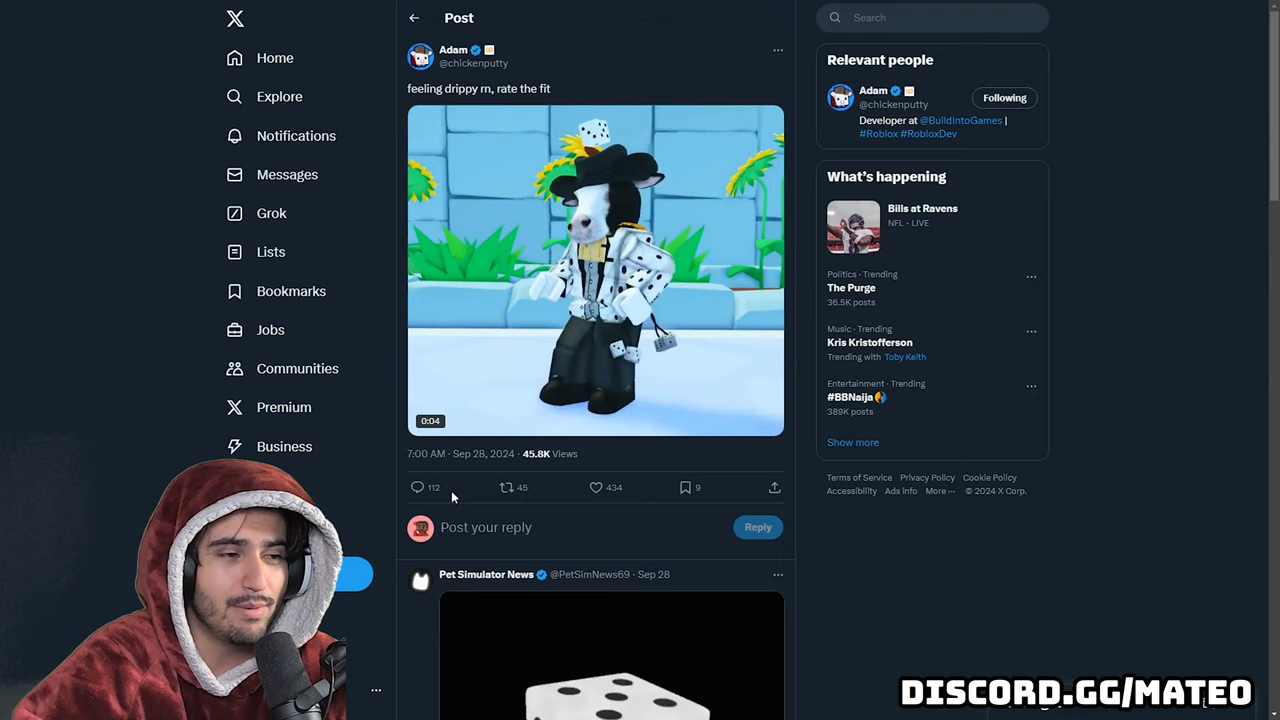 Home
Explore
Notifications
Messages
Grok
Lists
Bookmarks
Jobs
Communities
Premium
Business
Post
Adam
@chickenputty
feeling drippy rn, rate the fit
0:04
7:00 AM · Sep 28, 2024 · 45.8K Views
112 45 434 9
Post your reply
Reply
Pet Simulator News @PetSimNews69 · Sep 28
Search
Relevant people
Adam
@chickenputty
Following
Developer at @BuildIntoGames |
#Roblox #RobloxDev
What's happening
Bills at Ravens
NFL · LIVE
Politics · Trending
The Purge
36.5K posts
Music · Trending
Kris Kristofferson
Trending with Toby Keith
Entertainment · Trending
#BBNaija
389K posts
Show more
Terms of Service Privacy Policy Cookie Policy
Accessibility Ads info More ··· © 2024 X Corp.
DISCORD.GG/MATEO